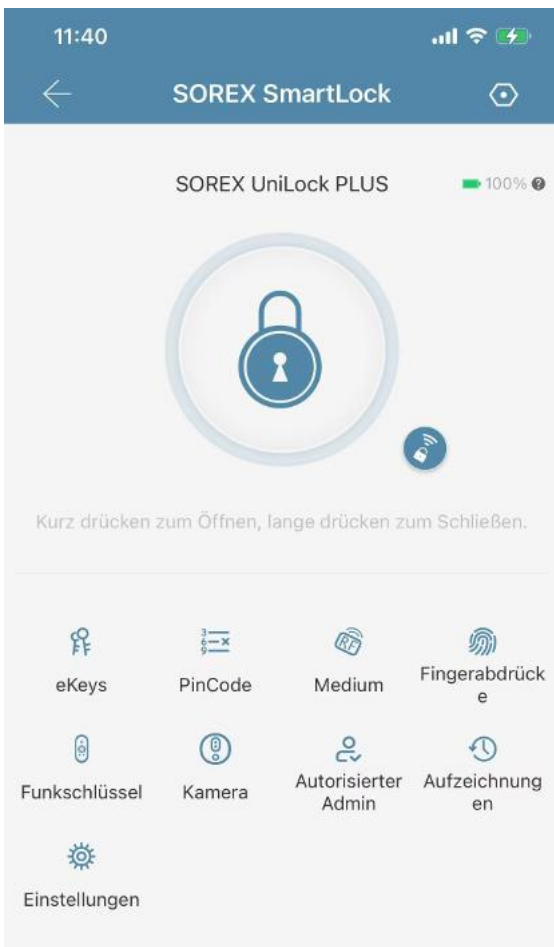 11:40
SOREX SmartLock
SOREX UniLock PLUS
100%
Kurz drücken zum Öffnen, lange drücken zum Schließen.
eKeys
PinCode
Medium
Fingerabdrück
e
Funkschlüssel
Kamera
Autorisierter
Admin
Aufzeichnung
en
Einstellungen